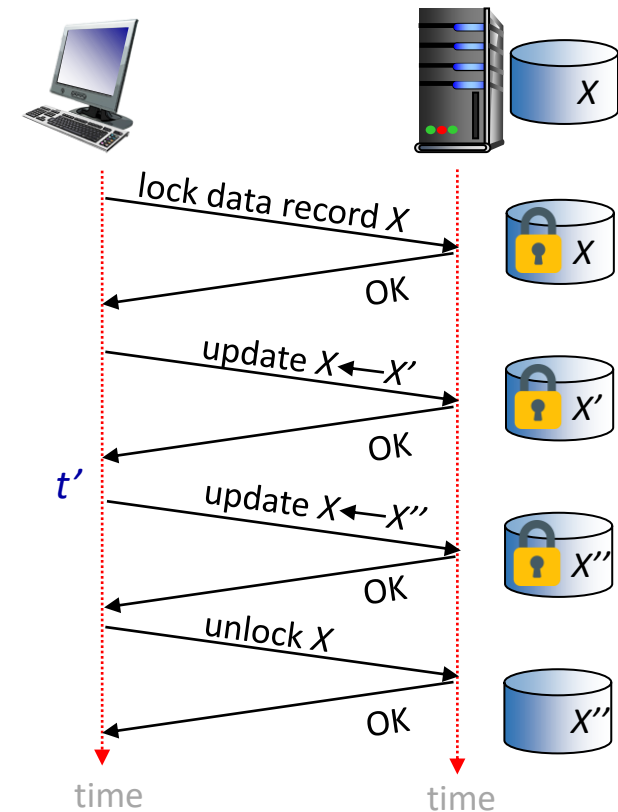 X
lock data record X
X
OK
update X←X’
X’
OK
t’
update X←X’’
X’’
OK
unlock X
OK
X’’
time
time